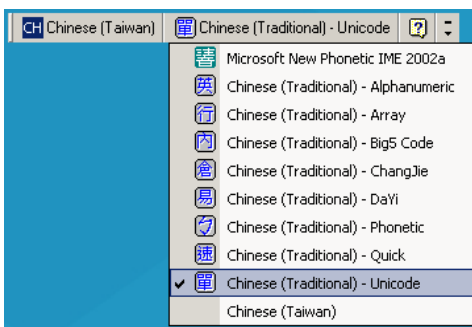 CH Chinese (Taiwan) 單 Chinese (Traditional) - Unicode ?
Microsoft New Phonetic IME 2002a
英 Chinese (Traditional) - Alphanumeric
行 Chinese (Traditional) - Array
內 Chinese (Traditional) - Big5 Code
倉 Chinese (Traditional) - ChangJie
易 Chinese (Traditional) - DaYi
Chinese (Traditional) - Phonetic
速 Chinese (Traditional) - Quick
✓ 單 Chinese (Traditional) - Unicode
Chinese (Taiwan)